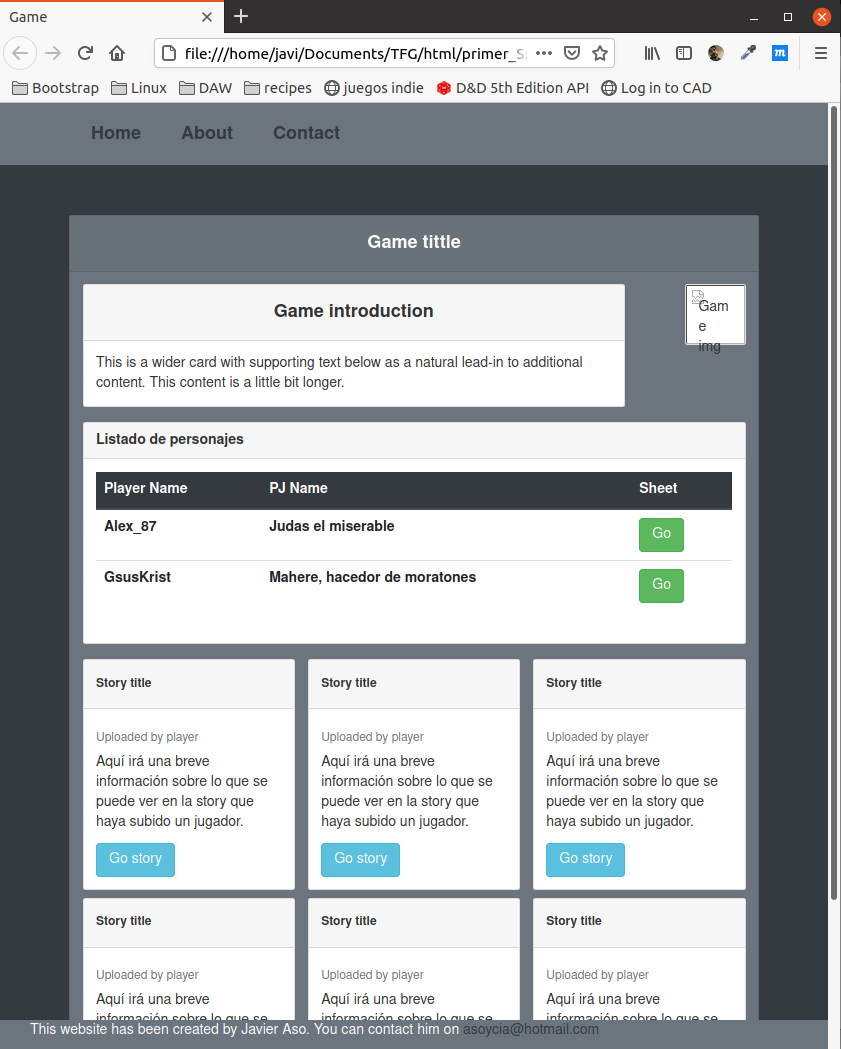 Game
file:///home/javi/Documents/TFG/html/primer_S
Bootstrap Linux DAW recipes juegos indie D&D 5th Edition API Log in to CAD
Home About Contact
Game tittle
Game introduction
This is a wider card with supporting text below as a natural lead-in to additional
content. This content is a little bit longer.
Gam
e
img
Listado de personajes
Player Name PJ Name Sheet
Alex_87 Judas el miserable Go
GsusKrist Mahere, hacedor de moratones Go
Story title
Uploaded by player
Aquí irá una breve
información sobre lo que se
puede ver en la story que
haya subido un jugador.
Go story
Story title
Uploaded by player
Aquí irá una breve
información sobre lo que se
puede ver en la story que
haya subido un jugador.
Go story
Story title
Uploaded by player
Aquí irá una breve
información sobre lo que se
puede ver en la story que
haya subido un jugador.
Go story
Story title
Uploaded by player
Aquí irá una breve
información sobre lo que se
Story title
Uploaded by player
Aquí irá una breve
información sobre lo que se
Story title
Uploaded by player
Aquí irá una breve
información sobre lo que se
This website has been created by Javier Aso. You can contact him on asoycia@hotmail.com